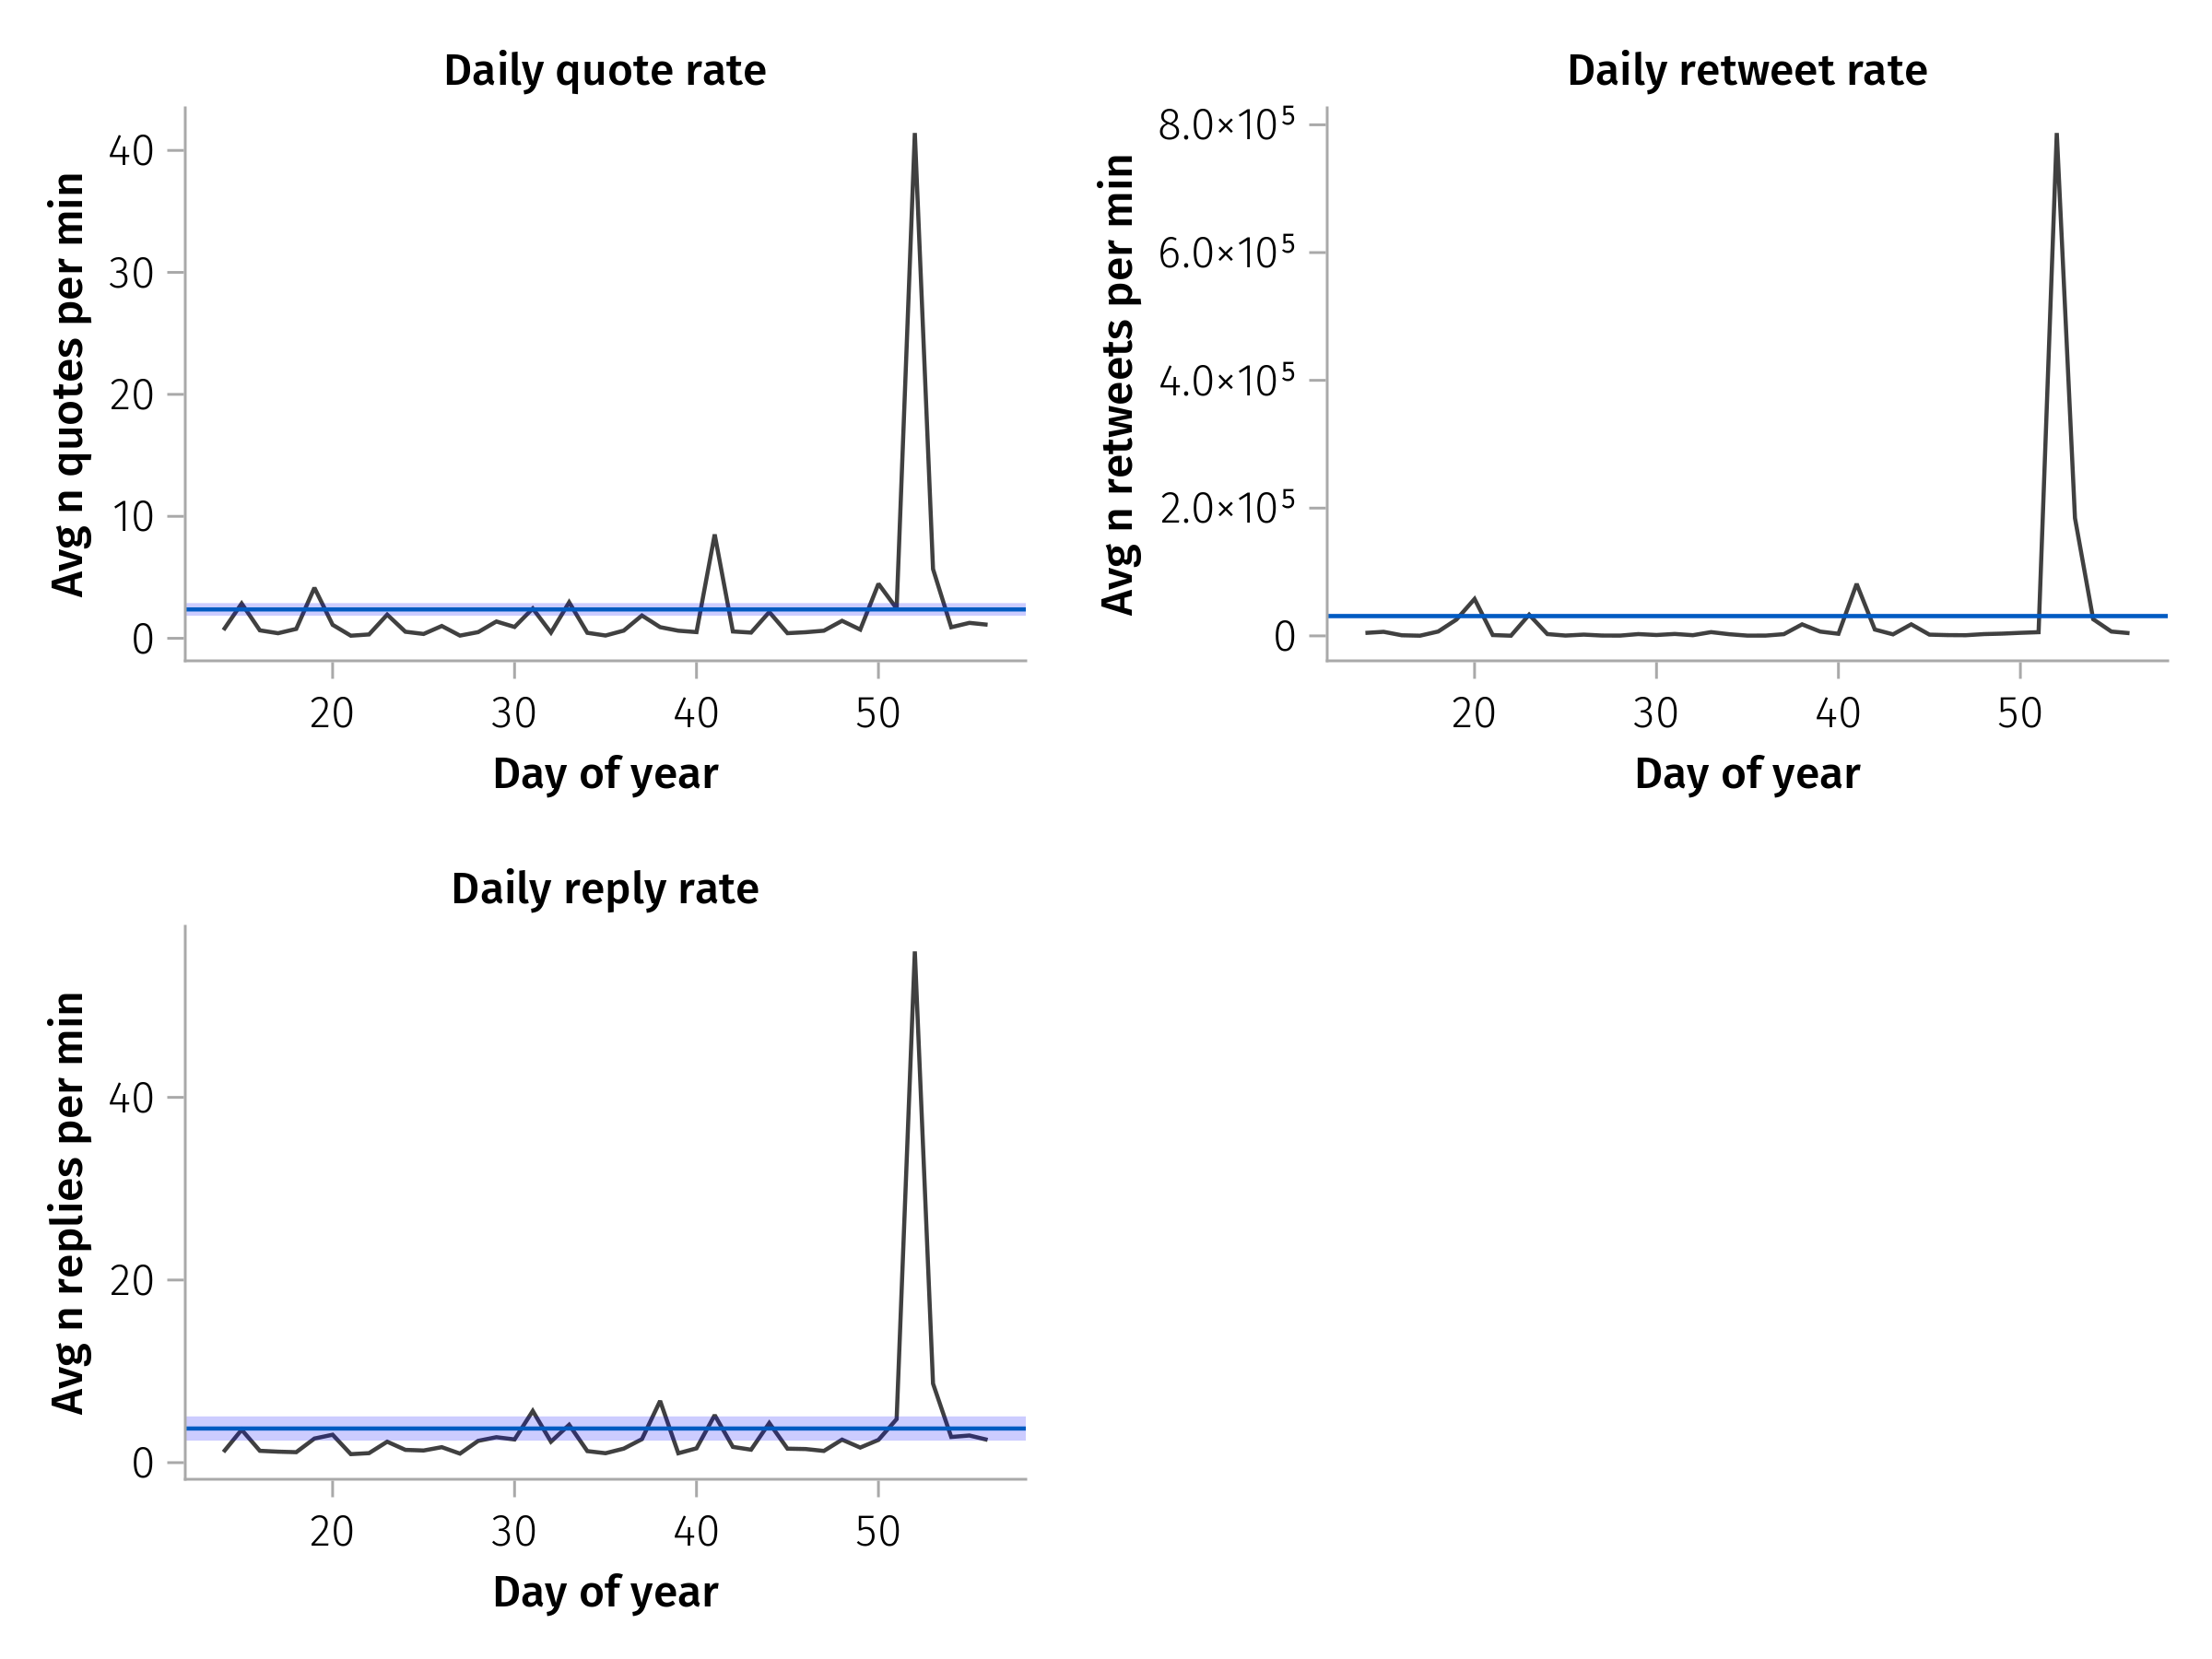 Daily quote rate
Avg n quotes per min
40
30
20
10
0
20 30 40 50
Day of year
Daily retweet rate
Avg n retweets per min
8.0×10⁵
6.0×10⁵
4.0×10⁵
2.0×10⁵
0
20 30 40 50
Day of year
Daily reply rate
Avg n replies per min
40
20
0
20 30 40 50
Day of year